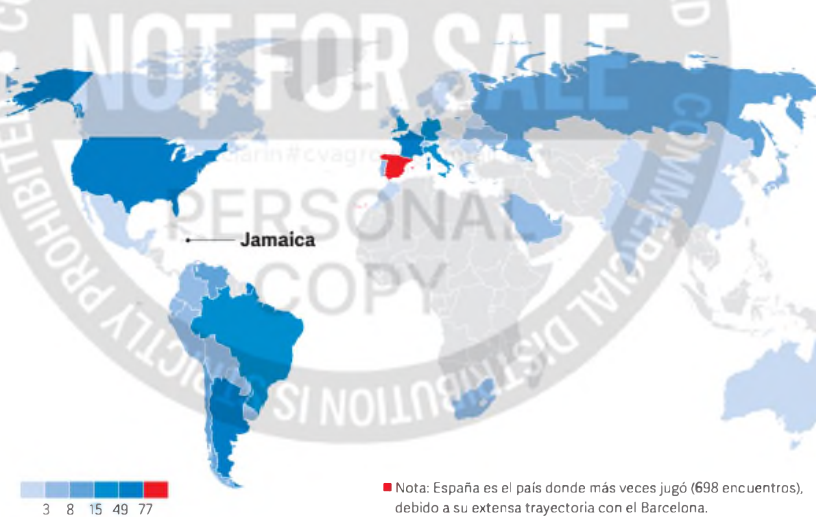 NOT FOR SALE
PERSONAL
COPY
STRICTLY PROHIBITE
COMMERCIAL DISTRIBUTION IS
Jamaica
3 8 15 49 77
Nota: España es el país donde más veces jugó (698 encuentros),
debido a su extensa trayectoria con el Barcelona.